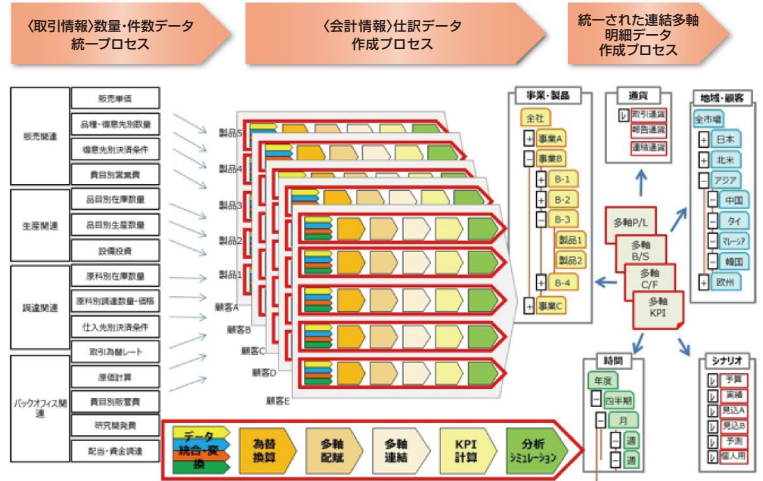 〈取引情報〉数量・件数データ
統一プロセス
〈会計情報〉仕訳データ
作成プロセス
統一された連結多軸
明細データ
作成プロセス
販売関連
販売単価
品種・得意先別数量
得意先別決済条件
費目別営業費
生産関連
品目別在庫数量
品目別生産数量
設備投資
調達関連
原料別在庫数量
原料別調達数量・価格
仕入先別決済条件
バックオフィス関
連
取引為替レート
原価計算
費目別販管費
研究開発費
配当・資金調達
製品5
製品4
製品3
製品2
製品1
顧客A
顧客B
顧客C
顧客D
顧客E
データ
統合・変
換
為替
換算
多軸
配賦
多軸
連結
KPI
計算
分析
シミュレーション
事業・製品
全社
事業A
事業B
B-1
B-2
B-3
製品1
製品2
B-4
事業C
通貨
取引通貨
報告通貨
連結通貨
地域・顧客
全市場
日本
北米
アジア
中国
タイ
マレーシア
韓国
欧州
多軸P/L
多軸
B/S
多軸
C/F
多軸
KPI
時間
年度
四半期
月
週
週
シナリオ
予算
実績
見込A
見込B
予測
個人用